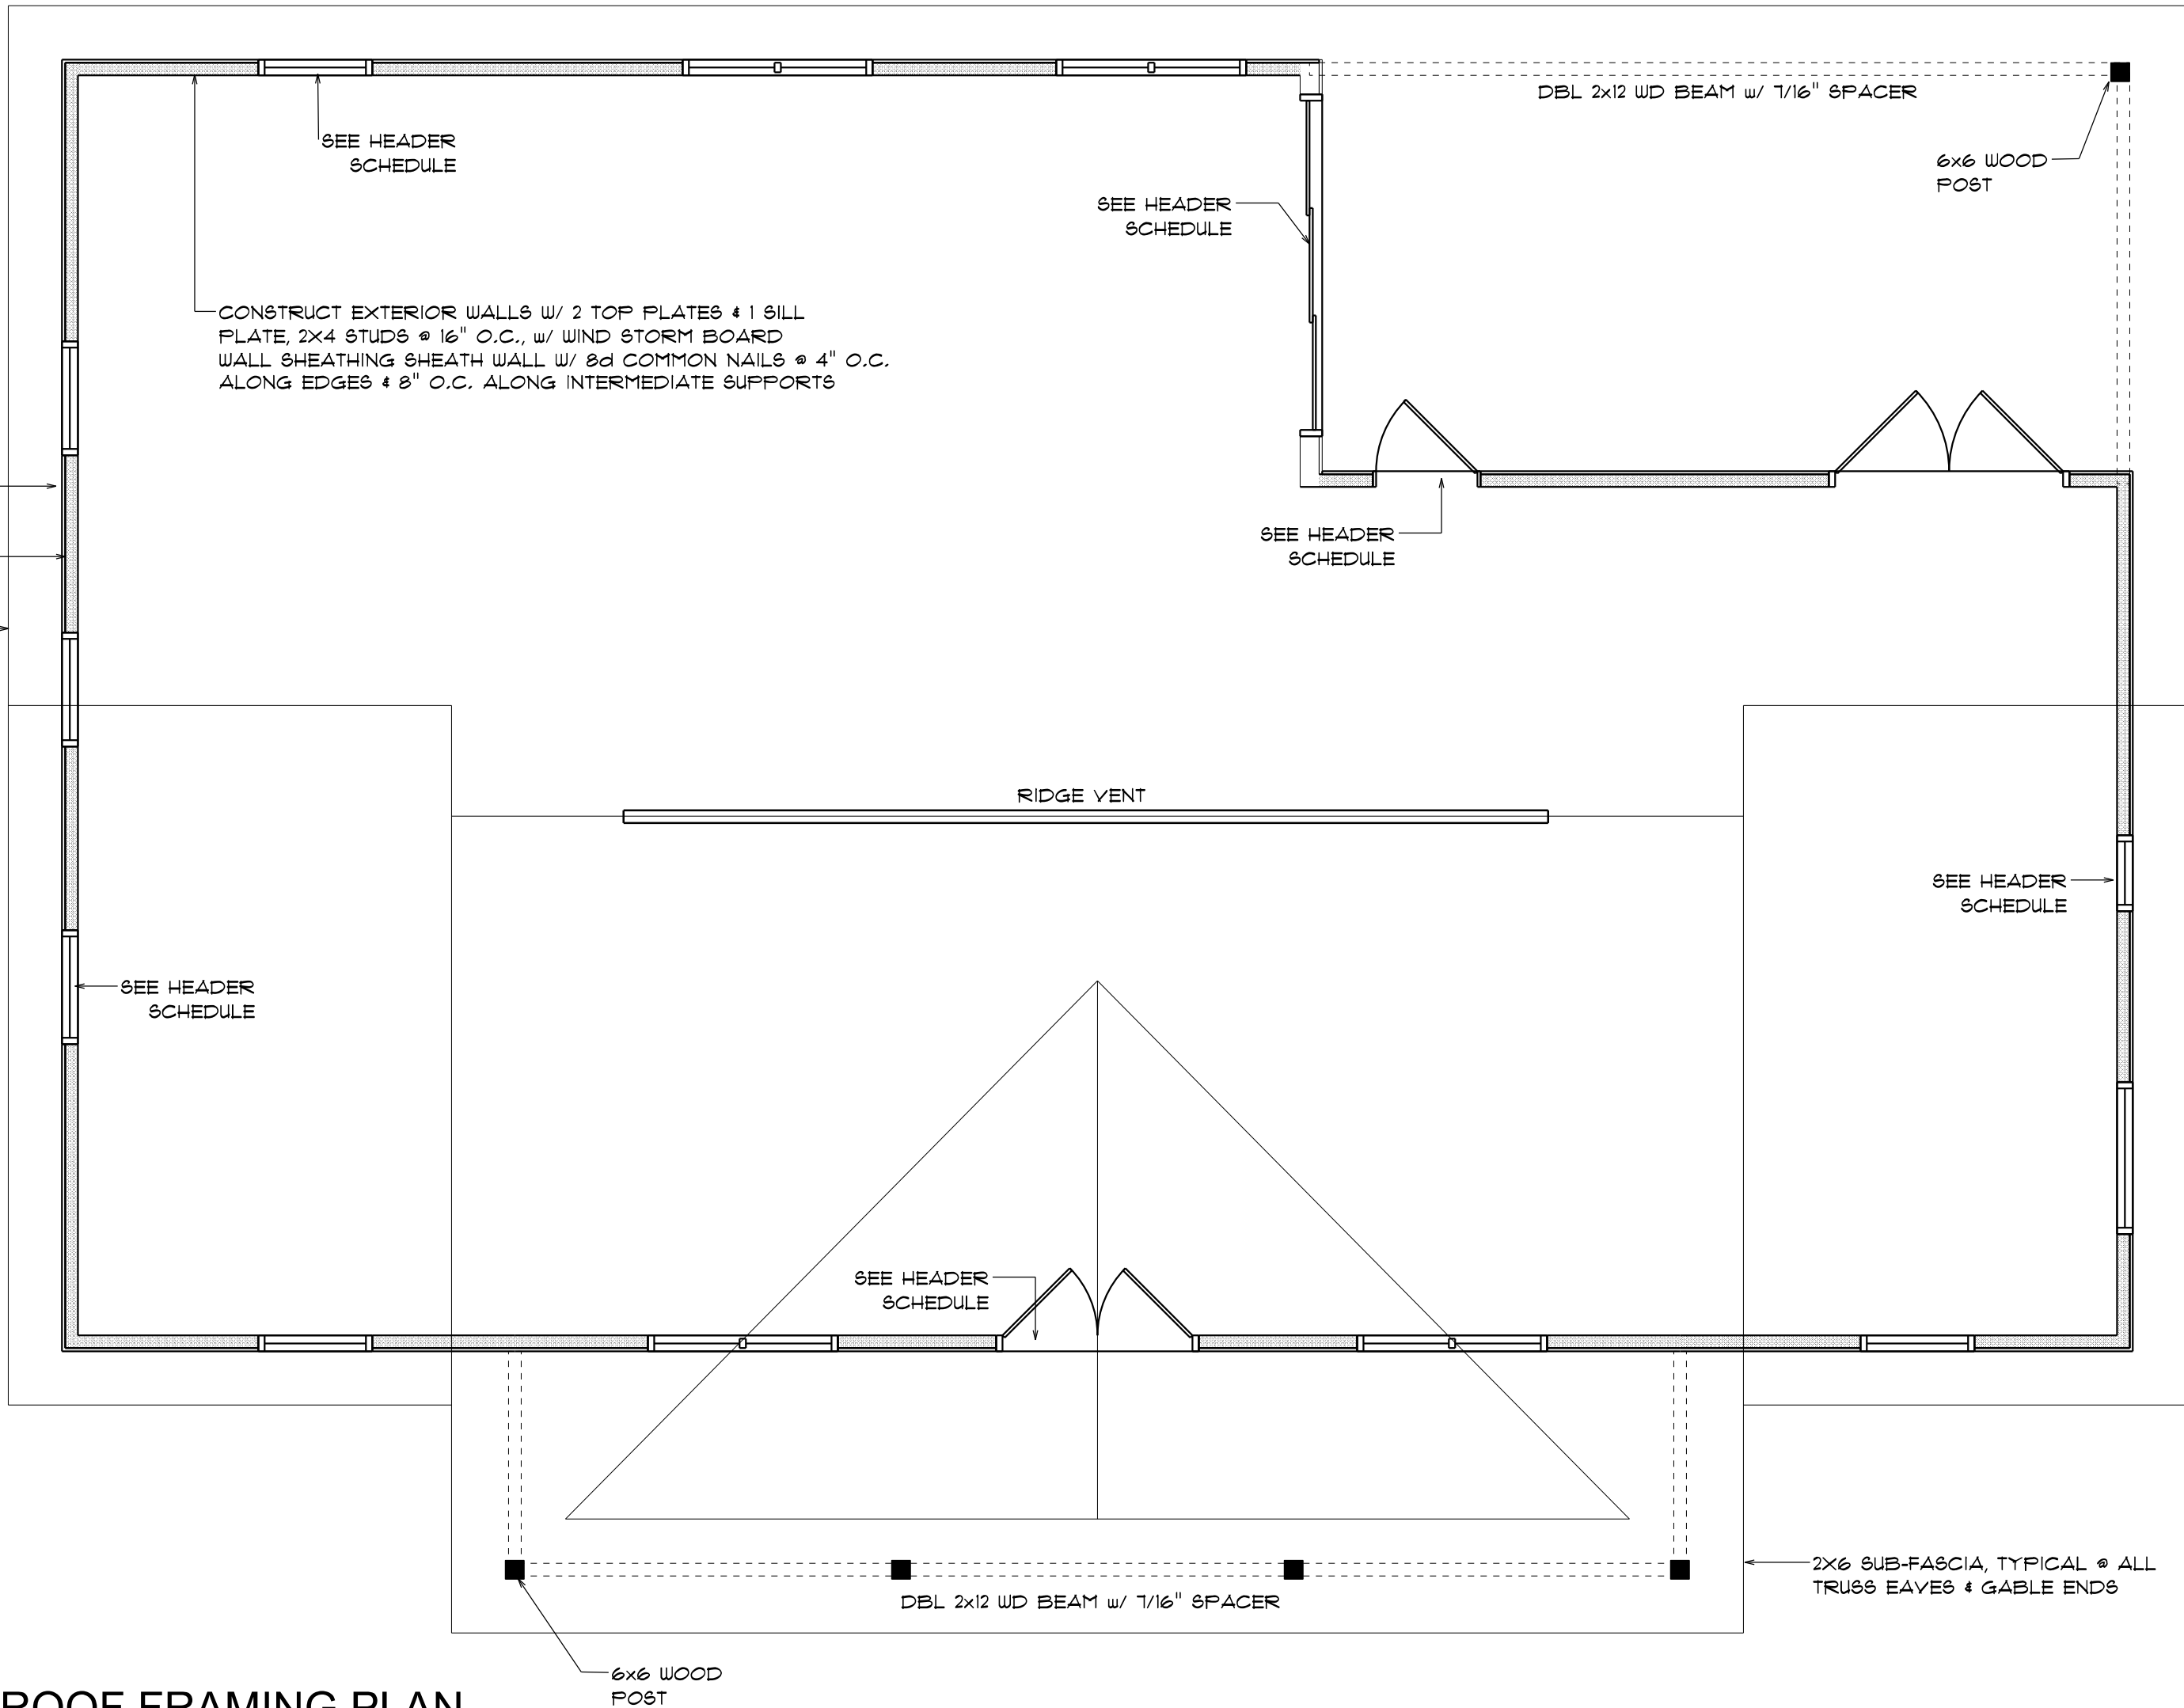 DBL 2x12 WD BEAM w/ 7/16" SPACER
SEE HEADER
SCHEDULE
6x6 WOOD
POST
SEE HEADER
SCHEDULE
CONSTRUCT EXTERIOR WALLS W/ 2 TOP PLATES & 1 SILL
PLATE, 2X4 STUDS @ 16" O.C., w/ WIND STORM BOARD
WALL SHEATHING SHEATH WALL W/ 8d COMMON NAILS @ 4" O.C.
ALONG EDGES & 8" O.C. ALONG INTERMEDIATE SUPPORTS
SEE HEADER
SCHEDULE
RIDGE VENT
SEE HEADER
SCHEDULE
SEE HEADER
SCHEDULE
SEE HEADER
SCHEDULE
2X6 SUB-FASCIA, TYPICAL @ ALL
TRUSS EAVES & GABLE ENDS
DBL 2x12 WD BEAM w/ 7/16" SPACER
6x6 WOOD
POST
ROOF FRAMING PLAN